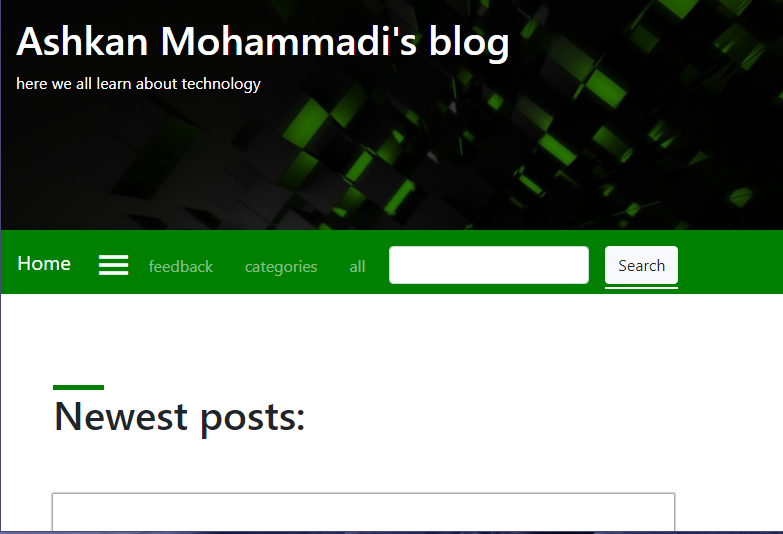 Ashkan Mohammadi's blog
here we all learn about technology
Home feedback categories all Search
Newest posts: